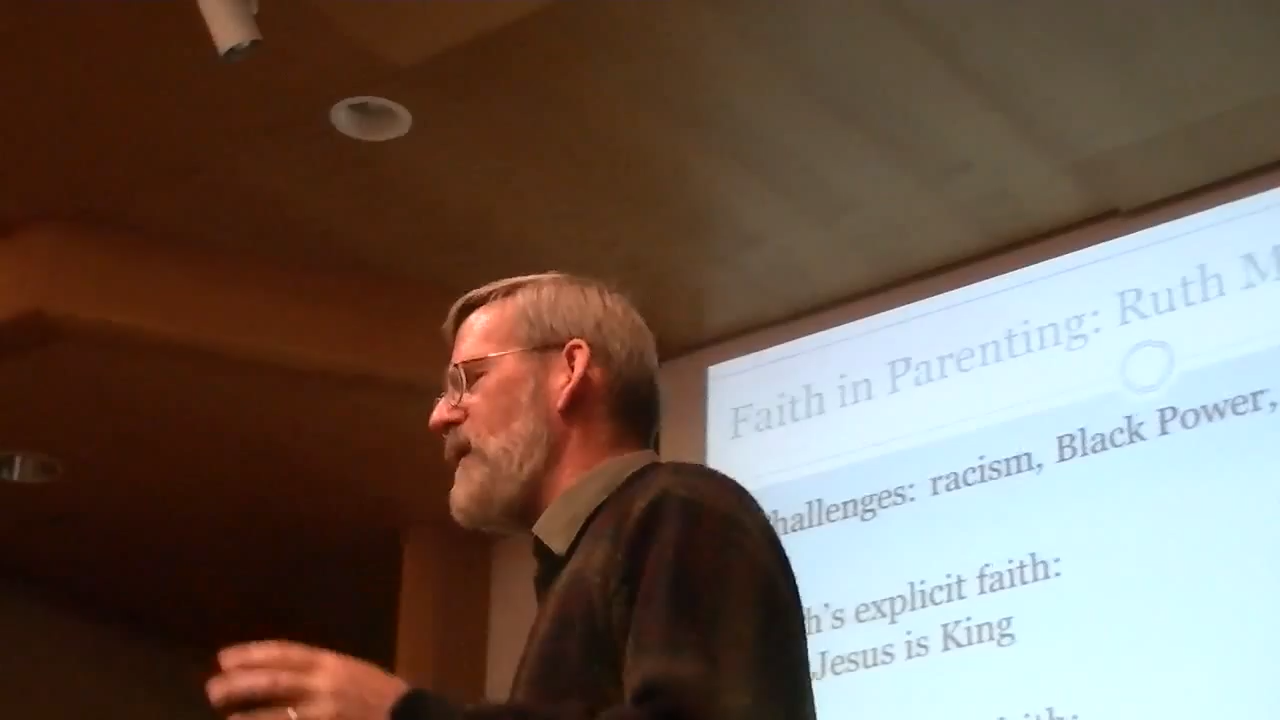 Faith in Parenting: Ruth M
hallenges: racism, Black Power,
h's explicit faith:
Jesus is King